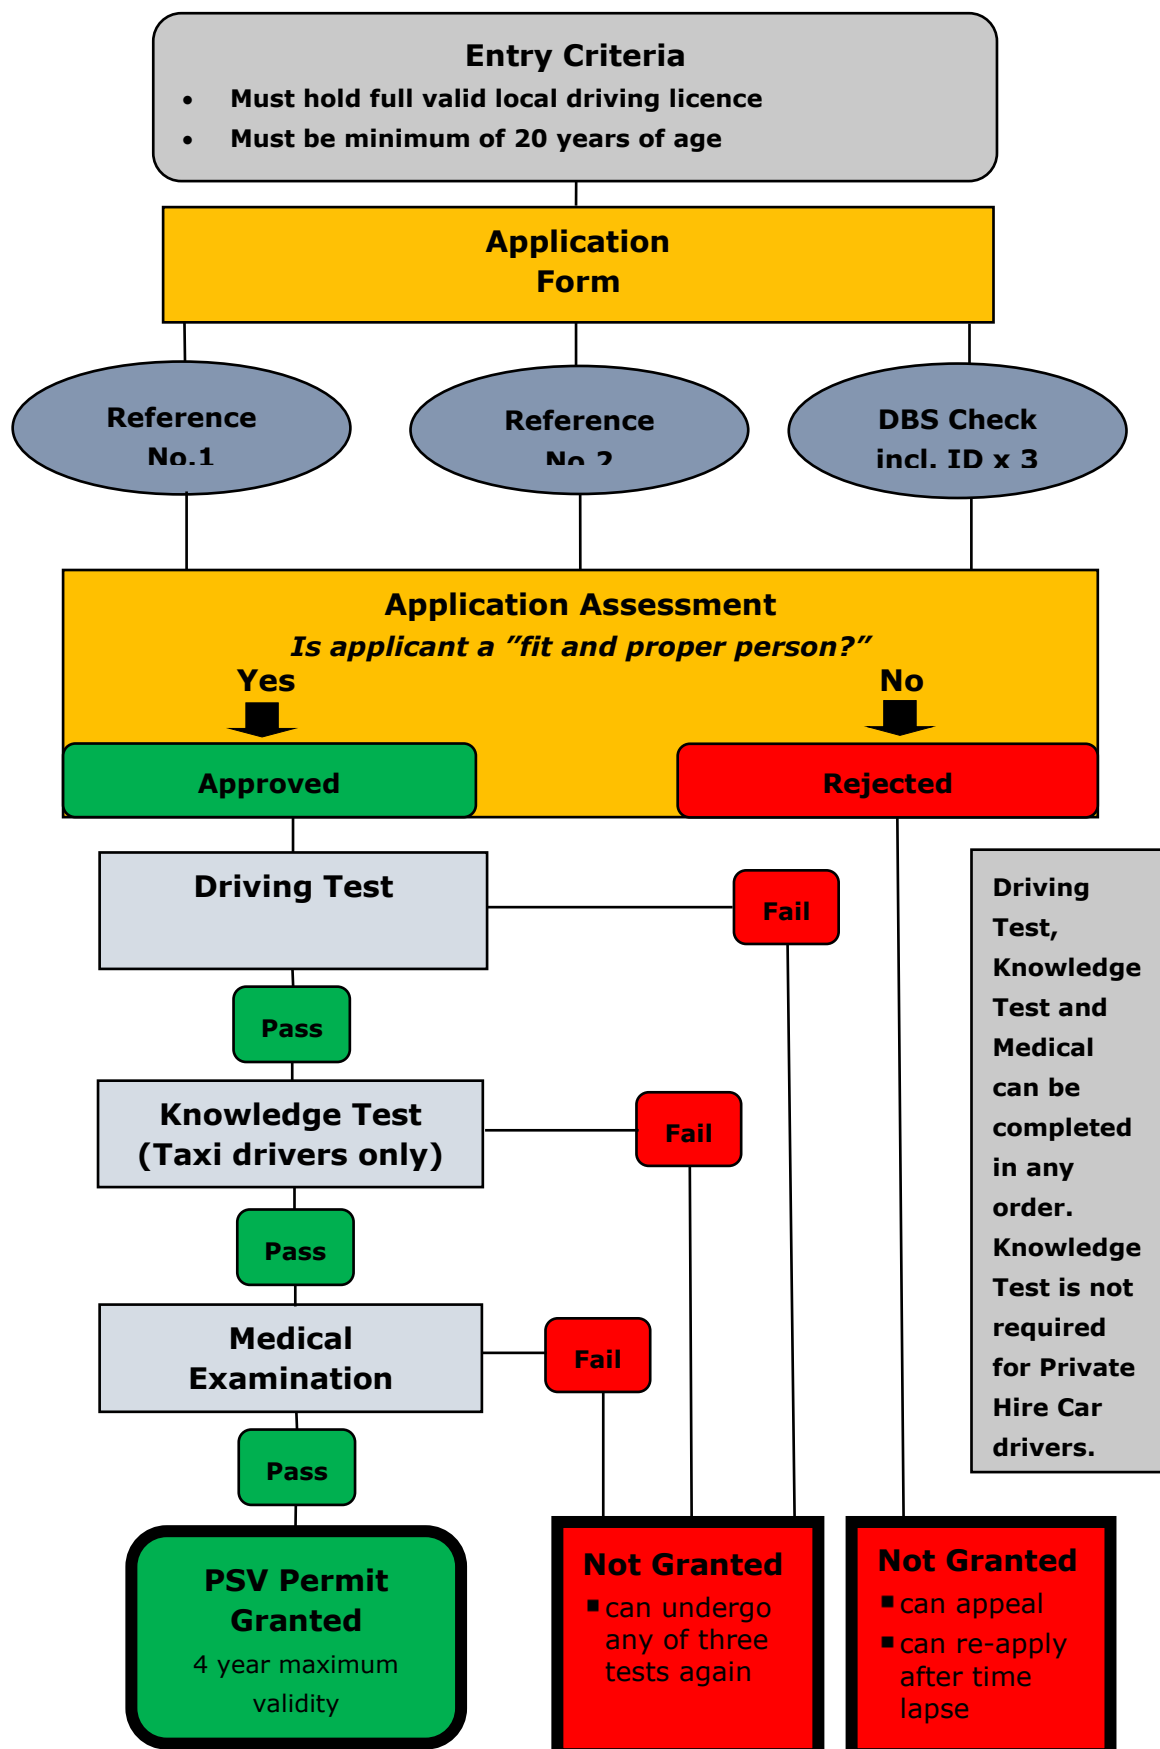 Entry Criteria
• Must hold full valid local driving licence
• Must be minimum of 20 years of age
Application
Form
Reference
No.1
Reference
No.2
DBS Check
incl. ID x 3
Application Assessment
Is applicant a ”fit and proper person?”
Yes
No
Approved
Rejected
Driving Test
Fail
Pass
Knowledge Test
(Taxi drivers only)
Fail
Pass
Medical
Examination
Fail
Pass
Driving
Test,
Knowledge
Test and
Medical
can be
completed
in any
order.
Knowledge
Test is not
required
for Private
Hire Car
drivers.
PSV Permit
Granted
4 year maximum
validity
Not Granted
▪ can undergo
any of three
tests again
Not Granted
▪ can appeal
▪ can re-apply
after time
lapse